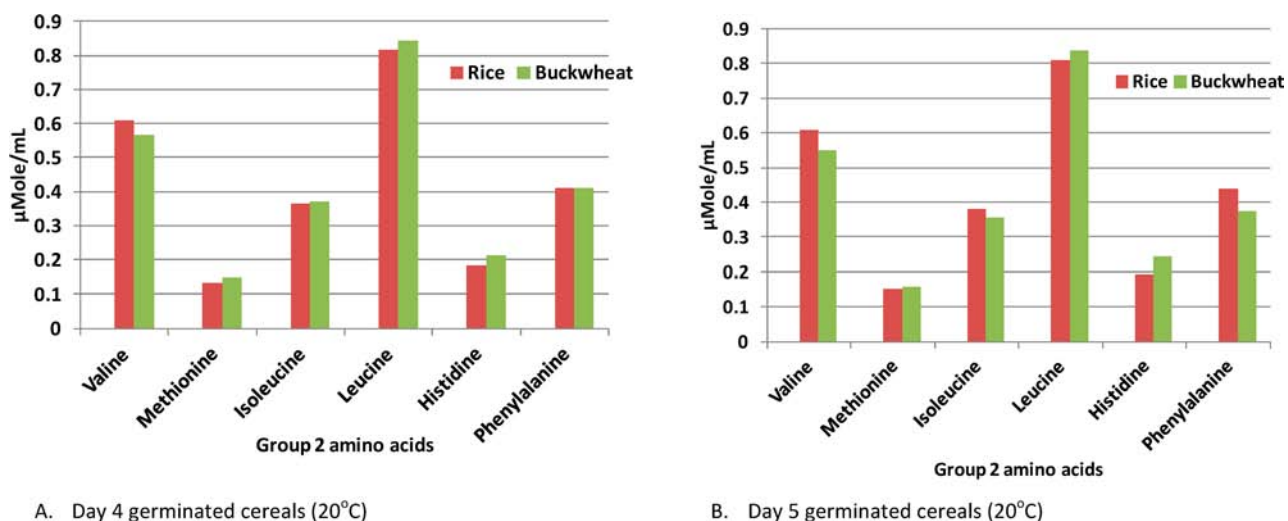 0.9
0.8
0.7
0.6
0.5
0.4
0.3
0.2
0.1
0
µMole/mL
Rice
Buckwheat
Valine
Methionine
Isoleucine
Leucine
Histidine
Phenylalanine
Group 2 amino acids
A. Day 4 germinated cereals (20°C)
0.9
0.8
0.7
0.6
0.5
0.4
0.3
0.2
0.1
0
µMole/mL
Rice
Buckwheat
Valine
Methionine
Isoleucine
Leucine
Histidine
Phenylalanine
Group 2 amino acids
B. Day 5 germinated cereals (20°C)